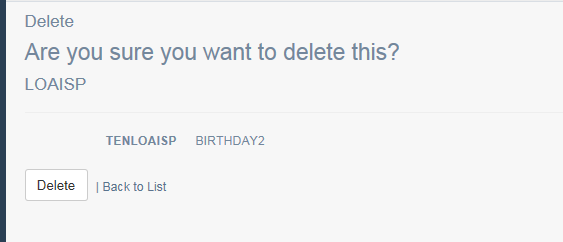 Delete
Are you sure you want to delete this?
LOAISP
TENLOAISP BIRTHDAY2
Delete | Back to List